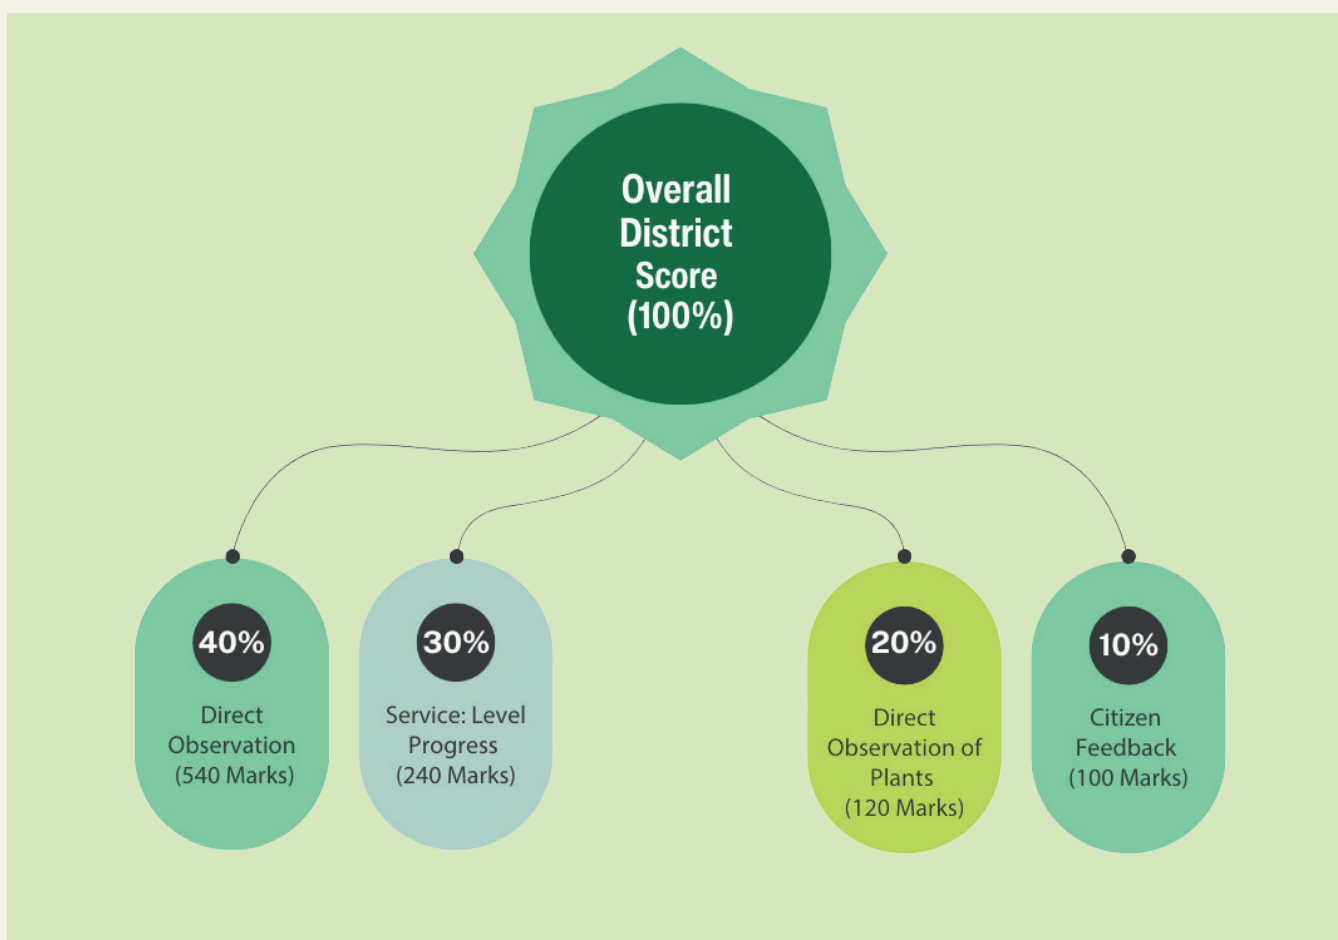 Overall
District
Score
(100%)
40%
Direct
Observation
(540 Marks)
30%
Service: Level
Progress
(240 Marks)
20%
Direct
Observation of
Plants
(120 Marks)
10%
Citizen
Feedback
(100 Marks)